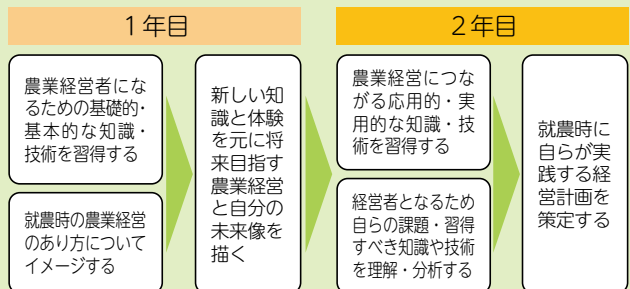 1年目
農業経営者にな
るための基礎的・
基本的な知識・
技術を習得する
就農時の農業経営
のあり方について
イメージする
新しい知
識と体験
を元に将
来目指す
農業経営
と自分の
未来像を
描く
2年目
農業経営につな
がる応用的・実
用的な知識・技
術を習得する
経営者となるため
自らの課題・習得
すべき知識や技術
を理解・分析する
就農時に
自らが実
践する経
営計画を
策定する